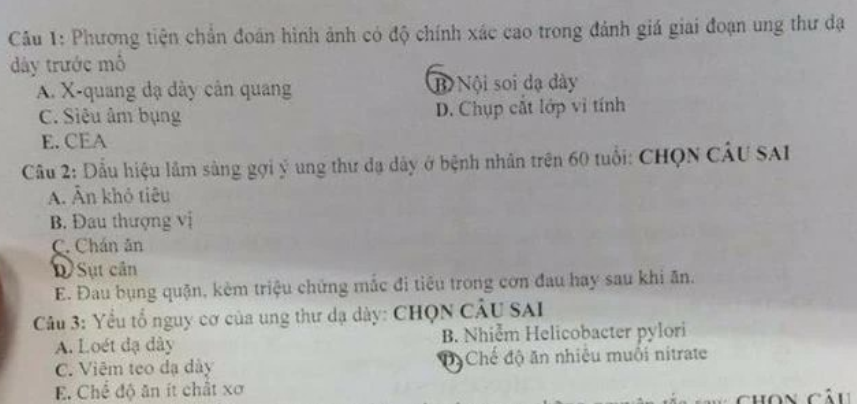 Câu 1: Phương tiện chẩn đoán hình ảnh có độ chính xác cao trong đánh giá giai đoạn ung thư dạ
dày trước mổ
A. X-quang dạ dày cản quang B. Nội soi dạ dày
C. Siêu âm bụng D. Chụp cắt lớp vi tính
E. CEA
Câu 2: Dấu hiệu lâm sàng gợi ý ung thư dạ dày ở bệnh nhân trên 60 tuổi: CHỌN CÂU SAI
A. Ăn khó tiêu
B. Đau thượng vị
C. Chán ăn
D. Sụt cân
E. Đau bụng quặn, kèm triệu chứng mắc đi tiêu trong cơn đau hay sau khi ăn.
Câu 3: Yếu tố nguy cơ của ung thư dạ dày: CHỌN CÂU SAI
A. Loét dạ dày B. Nhiễm Helicobacter pylori
C. Viêm teo dạ dày D. Chế độ ăn nhiều muối nitrate
E. Chế độ ăn ít chất xơ
CHỌN CÂU